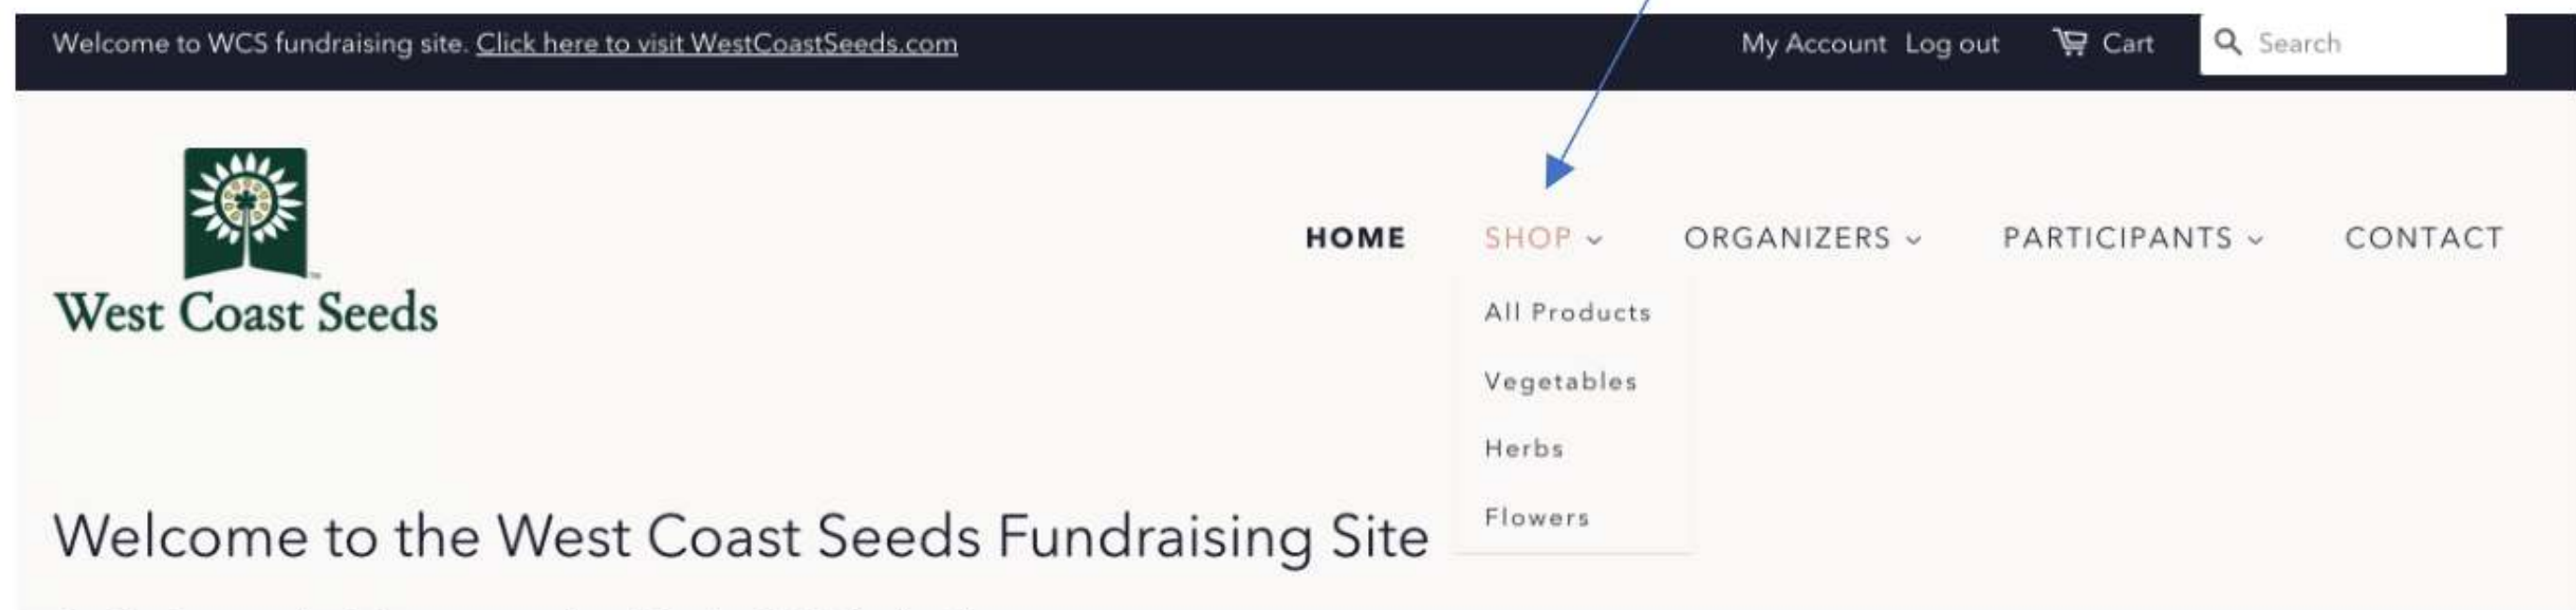 Welcome to WCS fundraising site. Click here to visit WestCoastSeeds.com
My Account Log out Cart Search
West Coast Seeds
HOME SHOP ORGANIZERS PARTICIPANTS CONTACT
All Products
Vegetables
Herbs
Flowers
Welcome to the West Coast Seeds Fundraising Site